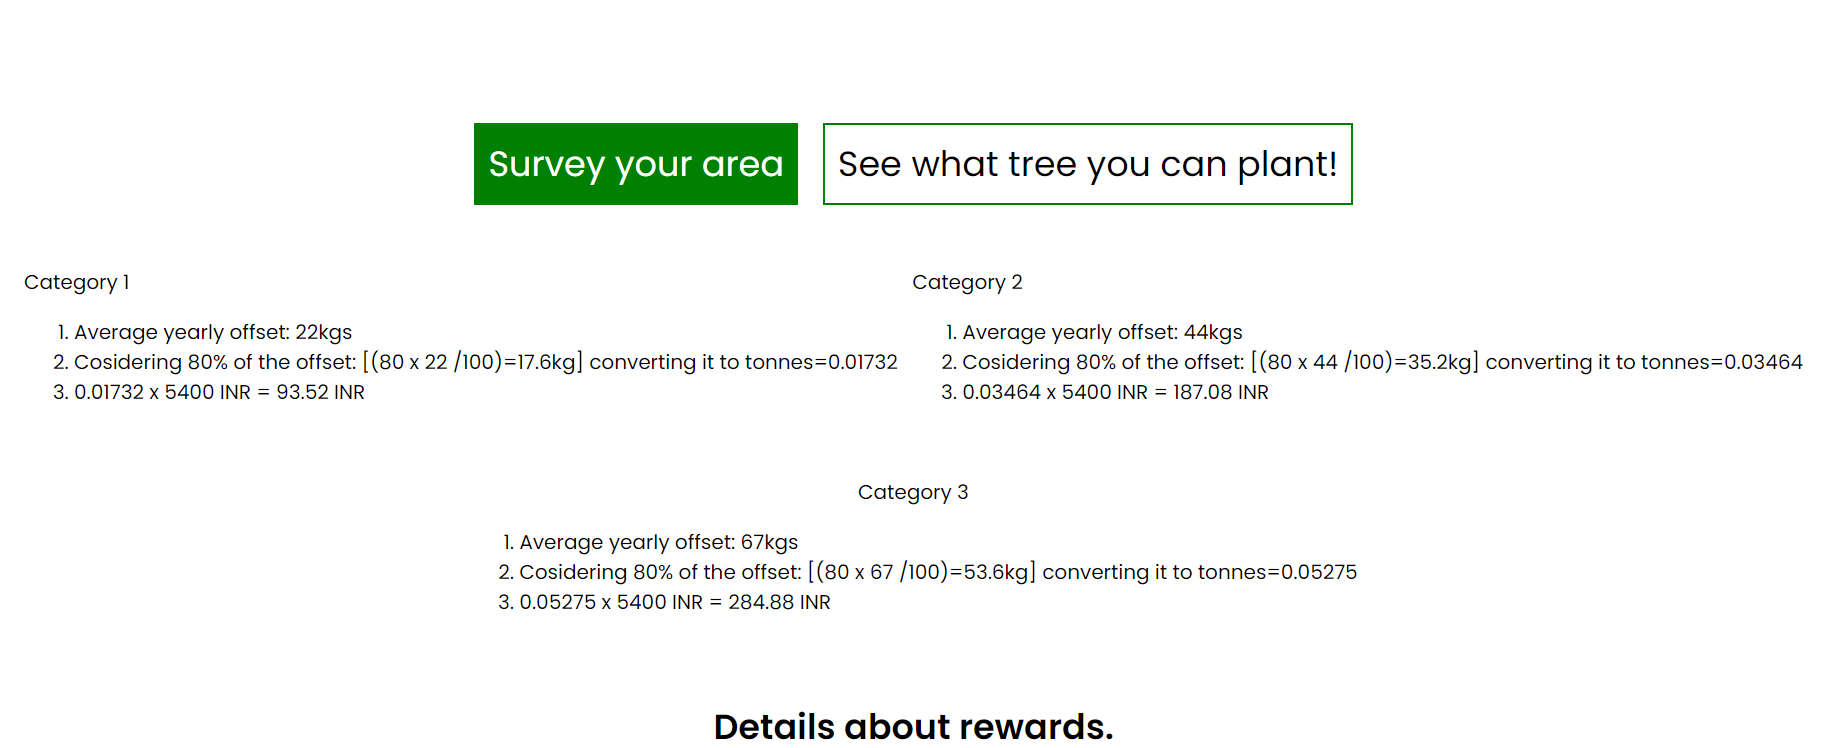 Survey your area
See what tree you can plant!
Category 1
1. Average yearly offset: 22kgs
2. Cosidering 80% of the offset: [(80 x 22 /100)=17.6kg] converting it to tonnes=0.01732
3. 0.01732 x 5400 INR = 93.52 INR
Category 2
1. Average yearly offset: 44kgs
2. Cosidering 80% of the offset: [(80 x 44 /100)=35.2kg] converting it to tonnes=0.03464
3. 0.03464 x 5400 INR = 187.08 INR
Category 3
1. Average yearly offset: 67kgs
2. Cosidering 80% of the offset: [(80 x 67 /100)=53.6kg] converting it to tonnes=0.05275
3. 0.05275 x 5400 INR = 284.88 INR
Details about rewards.